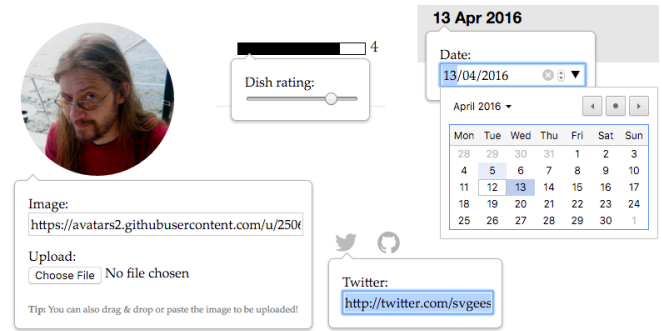 Image:
https://avatars2.githubusercontent.com/u/2506
Upload:
Choose File No file chosen
Tip: You can also drag & drop or paste the image to be uploaded!
4
Dish rating:
Twitter:
http://twitter.com/svgees
13 Apr 2016
Date:
13/04/2016
April 2016
Mon Tue Wed Thu Fri Sat Sun
28 29 30 31 1 2 3
4 5 6 7 8 9 10
11 12 13 14 15 16 17
18 19 20 21 22 23 24
25 26 27 28 29 30 1